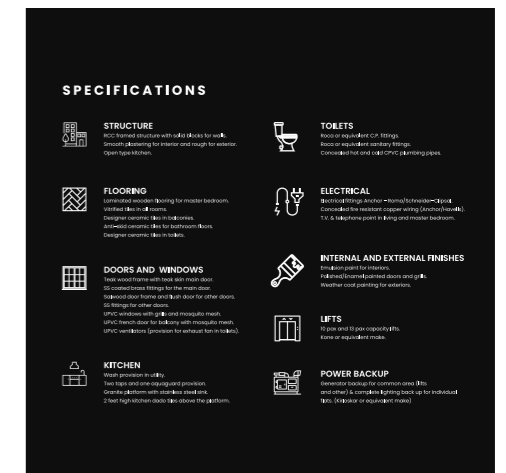 SPECIFICATIONS
STRUCTURE
RCC framed structure with solid blocks for walls.
Smooth plastering for interior and rough for exterior.
Open type kitchen.
FLOORING
Laminated wooden flooring for master bedroom.
Vitrified tiles in all rooms.
Designer ceramic tiles in balconies.
Anti-skid ceramic tiles for bathroom floors.
Designer ceramic tiles in toilets.
DOORS AND WINDOWS
Teak wood frame with teak skin main door.
SS coated brass fittings for the main door.
Salwood door frame and flush door for other doors.
SS fittings for other doors.
UPVC windows with grills and mosquito mesh.
UPVC french door for balcony with mosquito mesh.
UPVC ventilators (provision for exhaust fan in toilets).
KITCHEN
Wash provision in utility.
Two taps and one aquaguard provision.
Granite platform with stainless steel sink.
2 feet high kitchen dado tiles above the platform.
TOILETS
Roca or equivalent C.P. fittings.
Roca or equivalent sanitary fittings.
Concealed hot and cold CPVC plumbing pipes.
ELECTRICAL
Electrical fittings Anchor -Roma/Schneider-Clipsal.
Concealed fire resistant copper wiring (Anchor/Havells).
T.V. & telephone point in living and master bedroom.
INTERNAL AND EXTERNAL FINISHES
Emulsion paint for interiors.
Polished/Enamel painted doors and grills.
Weather coat painting for exteriors.
LIFTS
10 pax and 13 pax capacity lifts.
Kone or equivalent make.
POWER BACKUP
Generator backup for common area (lifts
and other) & complete lighting back up for individual
flats. (Kirloskar or equivalent make)